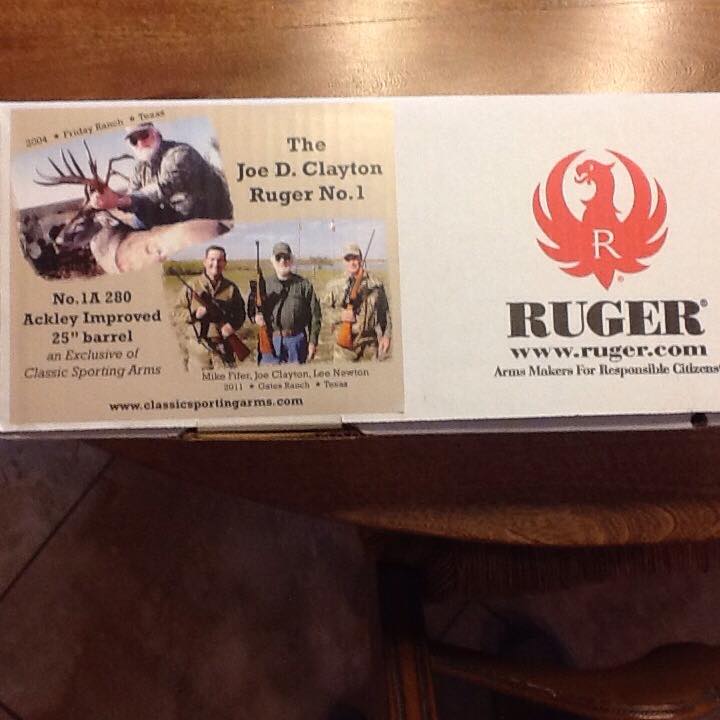 2004 ★ Friday Ranch ★ Texas
The
Joe D. Clayton
Ruger No.1
No.1A 280
Ackley Improved
25" barrel
an Exclusive of
Classic Sporting Arms
Mike Fifer, Joe Clayton, Lee Newton
2011 ★ Gates Ranch ★ Texas
www.classicsportingarms.com
R
®
RUGER®
www.ruger.com
Arms Makers For Responsible Citizens